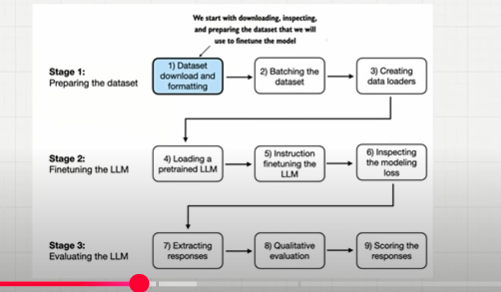 We start with downloading, inspecting,
and preparing the dataset that we will
use to finetune the model
Stage 1:
Preparing the dataset
1) Dataset
download and
formatting
2) Batching the
dataset
3) Creating
data loaders
Stage 2:
Finetuning the LLM
4) Loading a
pretrained LLM
5) Instruction
finetuning the
LLM
6) Inspecting
the modeling
loss
Stage 3:
Evaluating the LLM
7) Extracting
responses
8) Qualitative
evaluation
9) Scoring the
responses